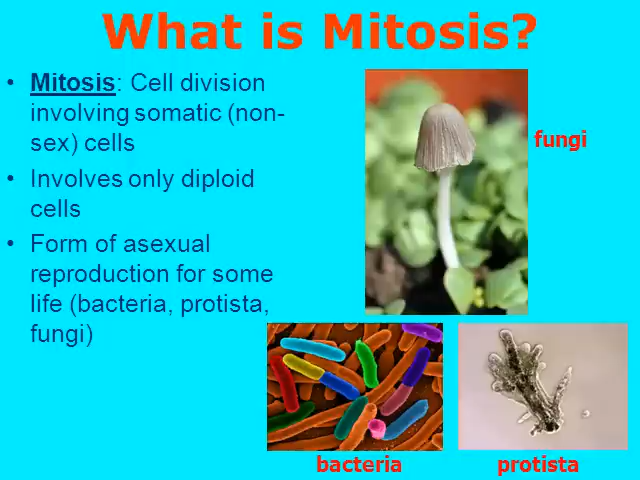 What is Mitosis?
• Mitosis: Cell division
involving somatic (non-
sex) cells
• Involves only diploid
cells
• Form of asexual
reproduction for some
life (bacteria, protista,
fungi)
fungi
bacteria
protista